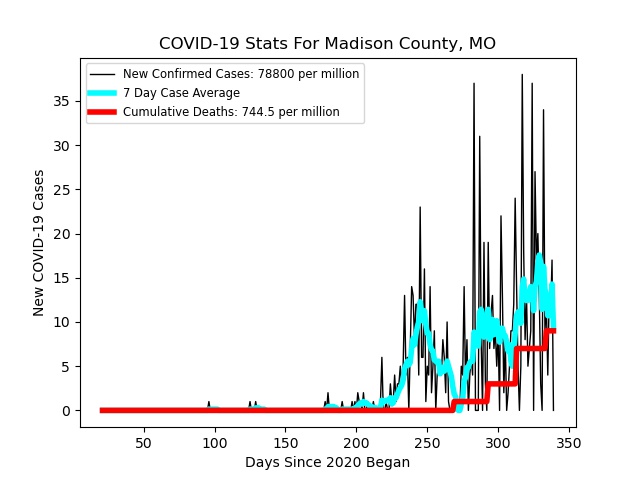 COVID-19 Stats For Madison County, MO
New Confirmed Cases: 78800 per million
7 Day Case Average
Cumulative Deaths: 744.5 per million
New COVID-19 Cases
35
30
25
20
15
10
5
0
50 100 150 200 250 300 350
Days Since 2020 Began